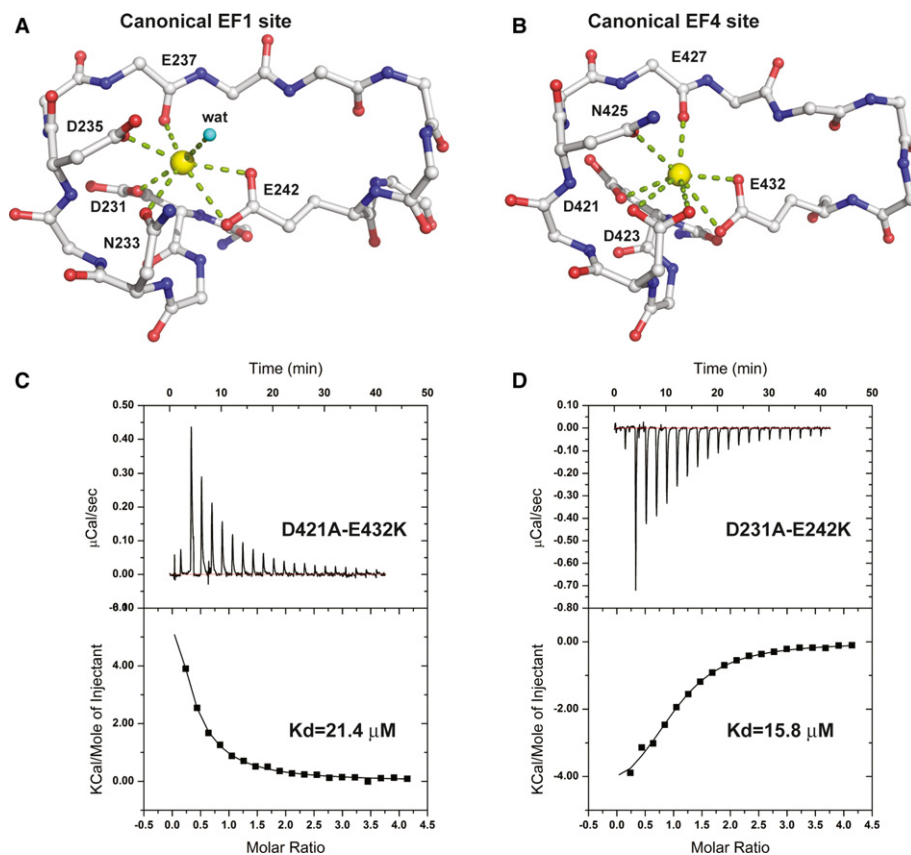 A
Canonical EF1 site
E237
D235
wat
D231
E242
N233
B
Canonical EF4 site
E427
N425
D421
E432
D423
C
Time (min)
0 10 20 30 40 50
0.50
0.40
0.30
0.20
0.10
0.00
µCal/sec
D421A-E432K
4.00
2.00
0.00
KCal/Mole of Injectant
Kd=21.4 µM
-0.5 0.0 0.5 1.0 1.5 2.0 2.5 3.0 3.5 4.0 4.5
Molar Ratio
D
Time (min)
0 10 20 30 40 50
0.10
0.00
-0.10
-0.20
-0.30
-0.40
-0.50
-0.60
-0.70
-0.80
µCal/sec
D231A-E242K
0.00
-2.00
-4.00
KCal/Mole of Injectant
Kd=15.8 µM
-0.5 0.0 0.5 1.0 1.5 2.0 2.5 3.0 3.5 4.0 4.5
Molar Ratio